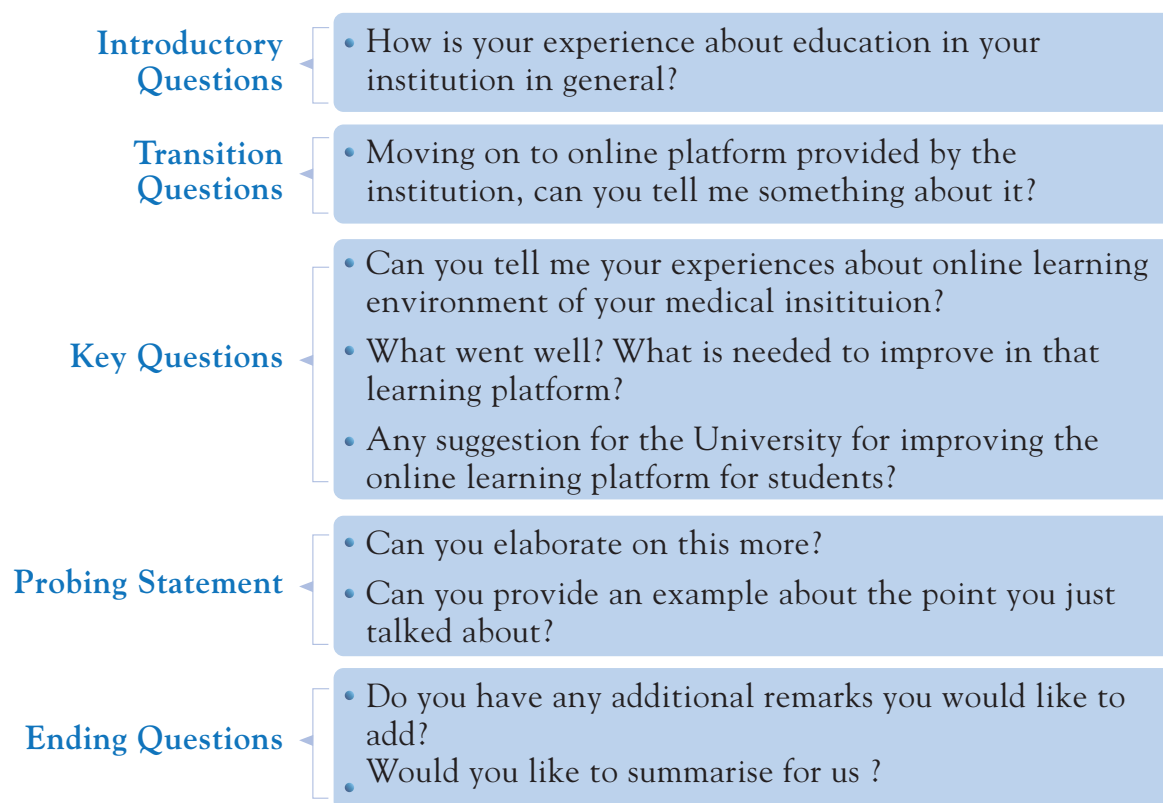 Introductory
Questions
• How is your experience about education in your
institution in general?
Transition
Questions
• Moving on to online platform provided by the
institution, can you tell me something about it?
Key Questions
• Can you tell me your experiences about online learning
environment of your medical insitituion?
• What went well? What is needed to improve in that
learning platform?
• Any suggestion for the University for improving the
online learning platform for students?
Probing Statement
• Can you elaborate on this more?
• Can you provide an example about the point you just
talked about?
Ending Questions
• Do you have any additional remarks you would like to
add?
• Would you like to summarise for us ?